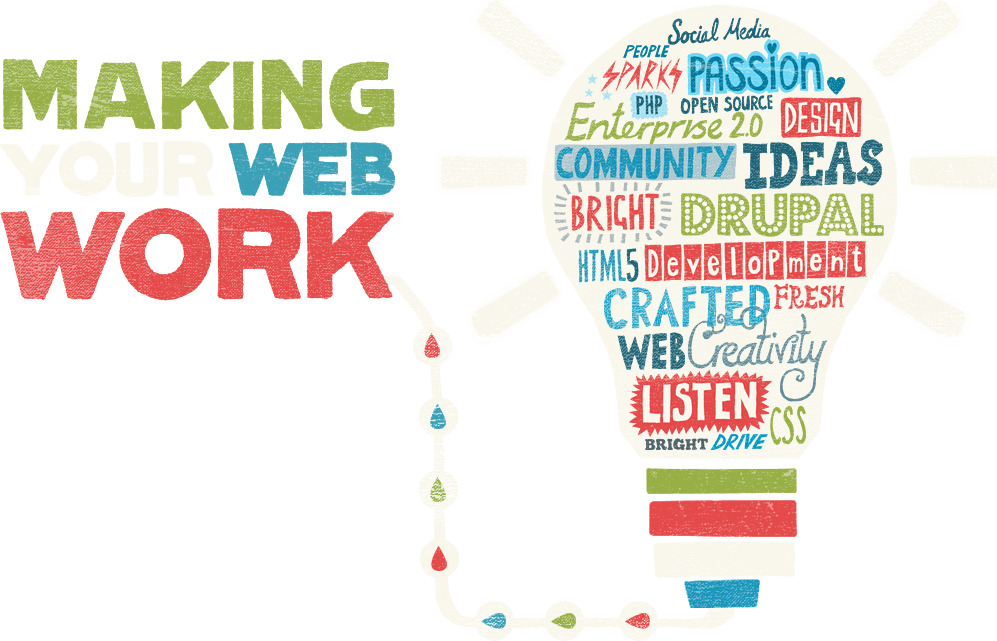 MAKING
YOUR WEB
WORK
Social Media
PEOPLE
SPARKS PASSION
PHP OPEN SOURCE
Enterprise 2.0 DESIGN
COMMUNITY IDEAS
BRIGHT DRUPAL
HTML5 Development
CRAFTED FRESH
WEB Creativity
LISTEN
CSS
BRIGHT DRIVE